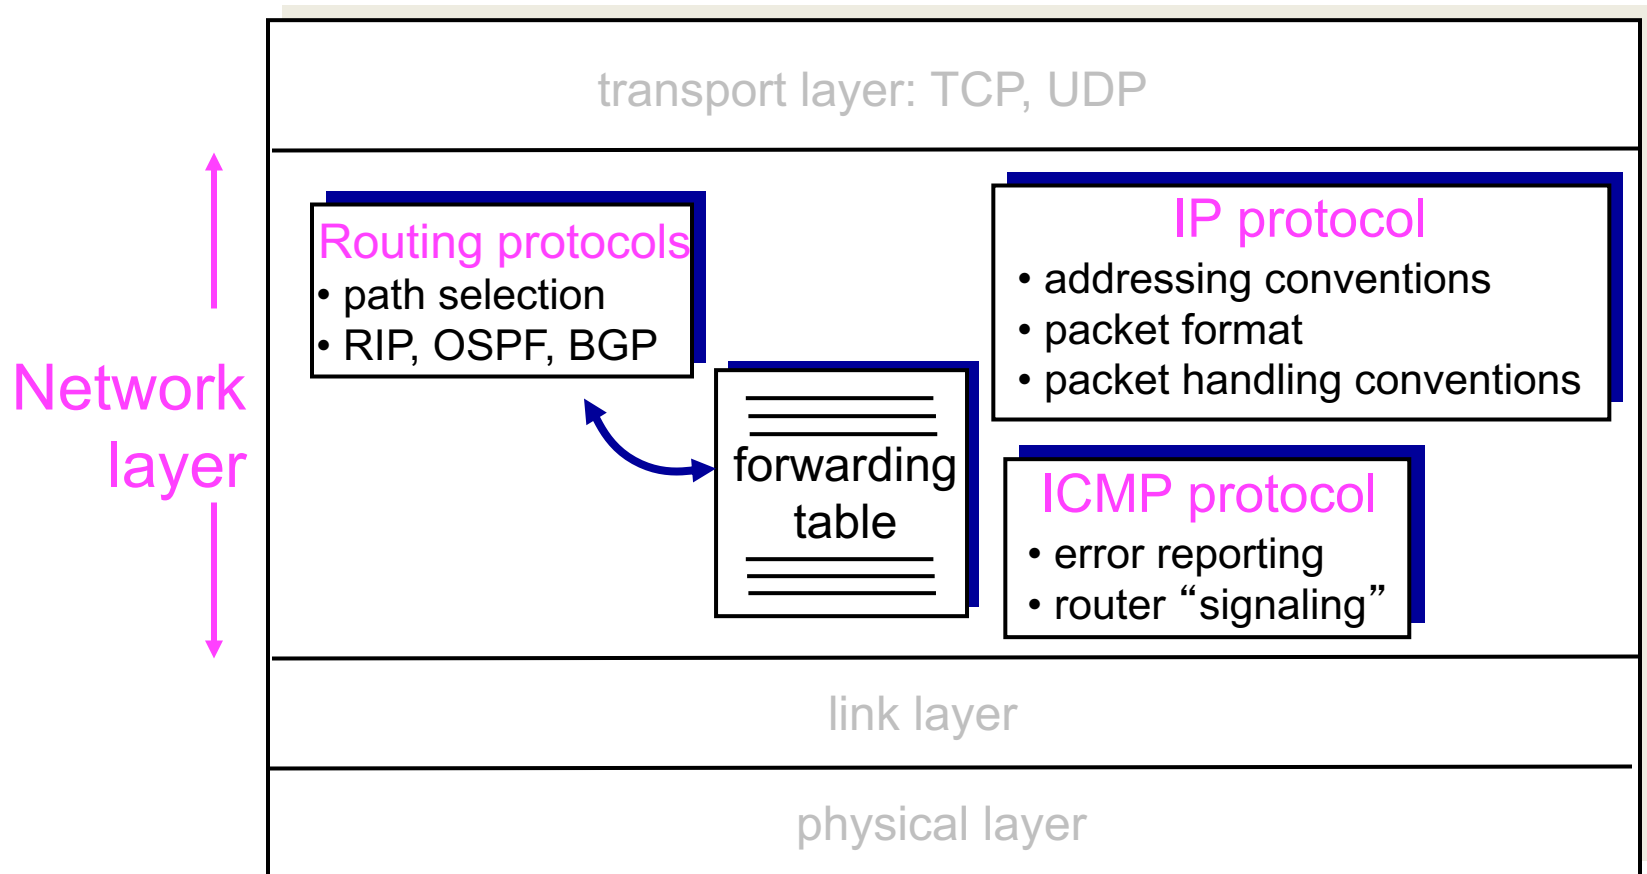 transport layer: TCP, UDP
Network
layer
Routing protocols
• path selection
• RIP, OSPF, BGP
forwarding
table
IP protocol
• addressing conventions
• packet format
• packet handling conventions
ICMP protocol
• error reporting
• router “signaling”
link layer
physical layer